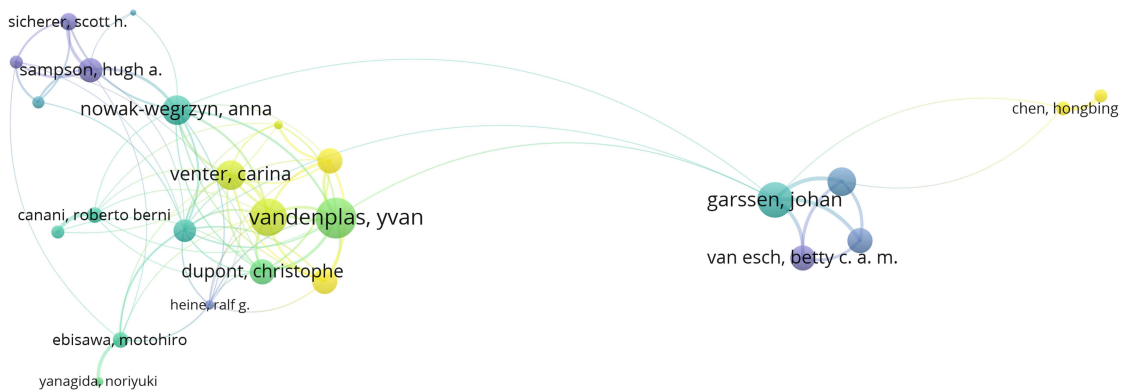 sicherer, scott h.
sampson, hugh a.
nowak-wegrzyn, anna
venter, carina
canani, roberto berni
vandenplas, yvan
dupont, christophe
heine, ralf g.
ebisawa, motohiro
yanagida, noriyuki
garssen, johan
van esch, betty c. a. m.
chen, hongbing